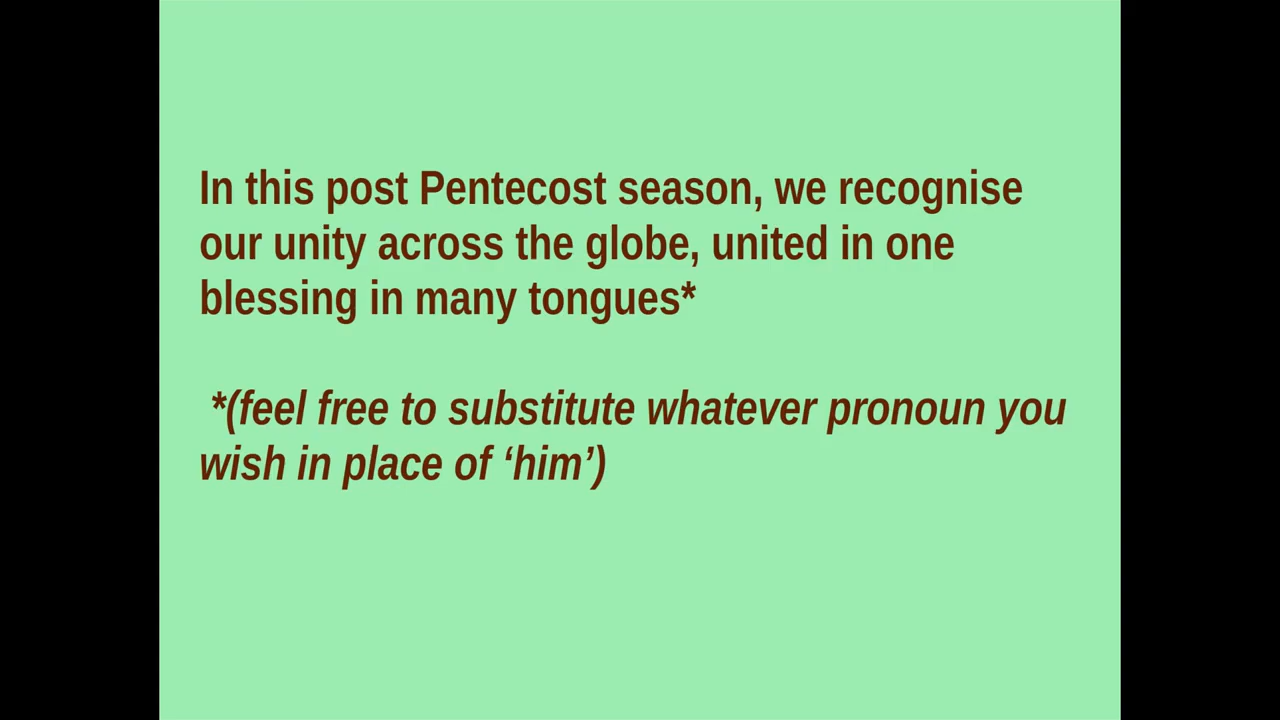 In this post Pentecost season, we recognise
our unity across the globe, united in one
blessing in many tongues*
*(feel free to substitute whatever pronoun you
wish in place of ‘him’)